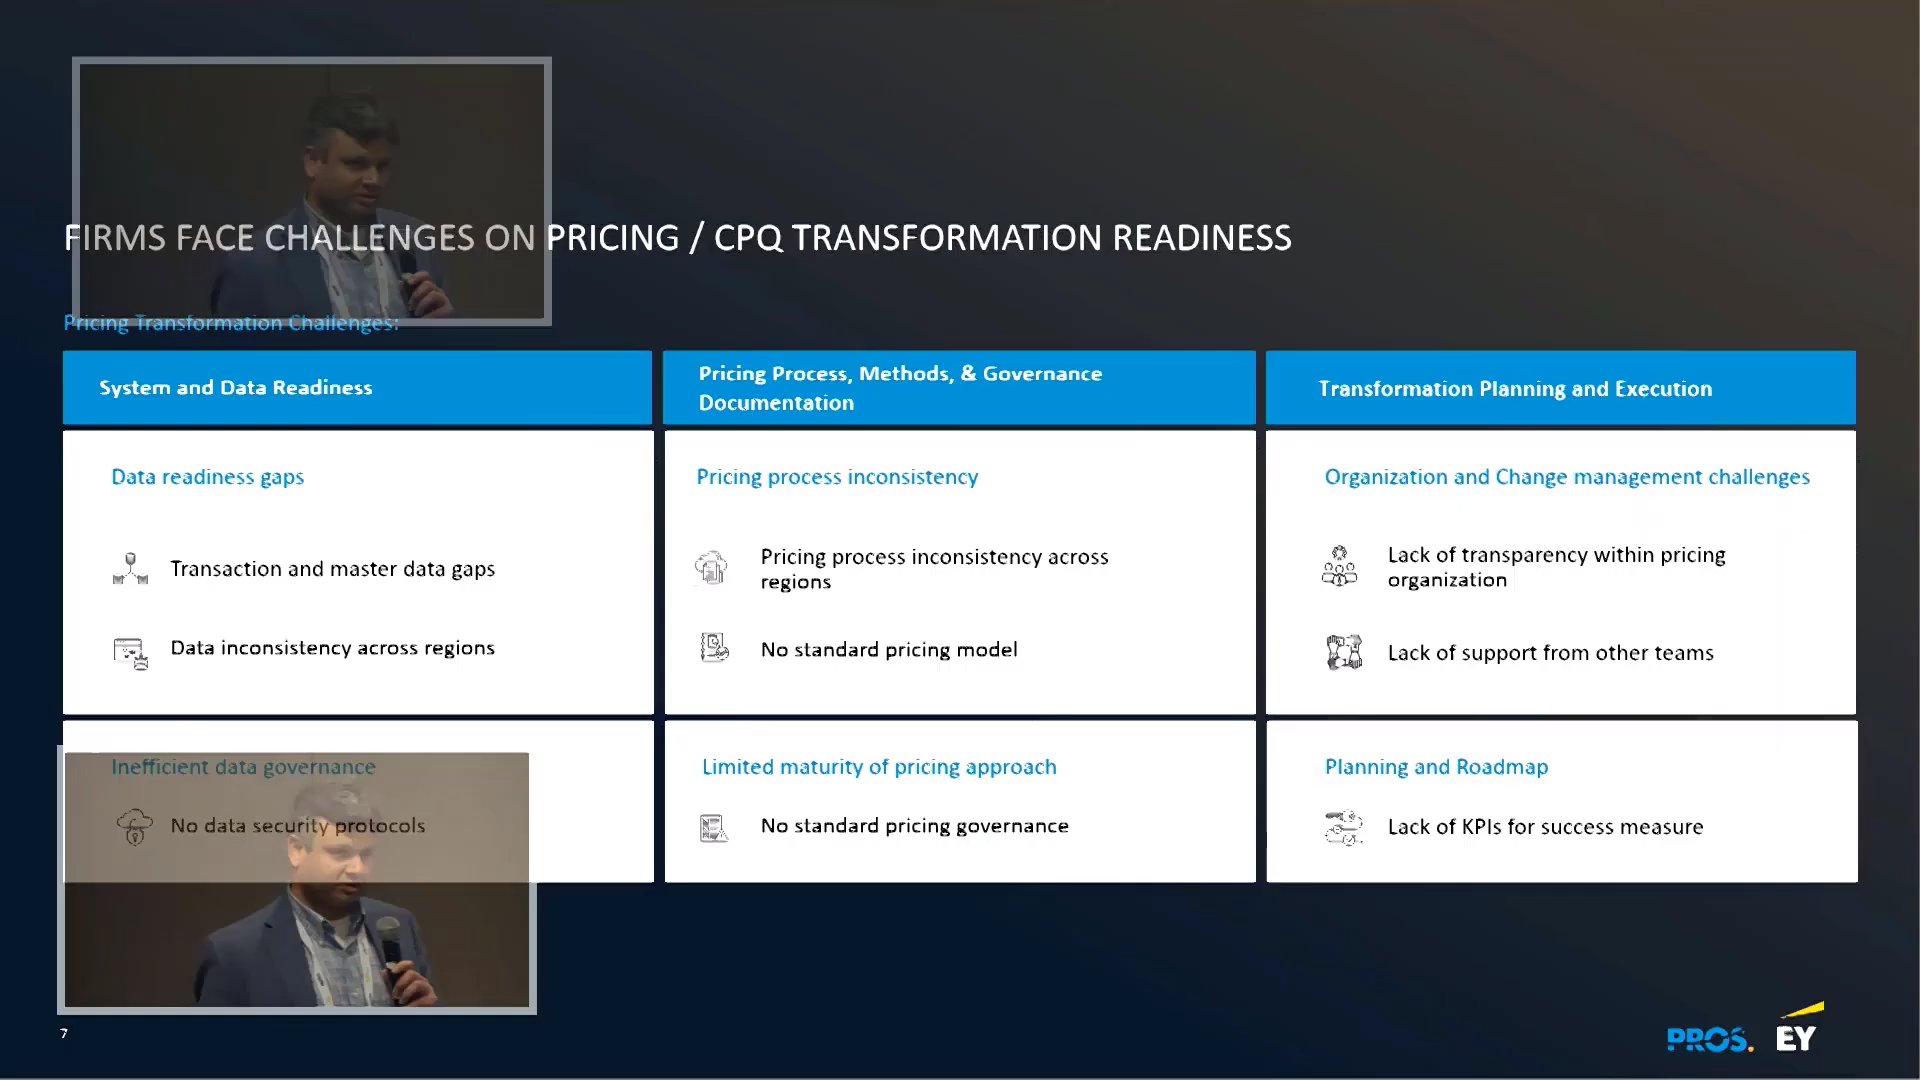 FIRMS FACE CHALLENGES ON PRICING / CPQ TRANSFORMATION READINESS
Pricing Transformation Challenges:
System and Data Readiness
Data readiness gaps
Transaction and master data gaps
Data inconsistency across regions
Inefficient data governance
No data security protocols
Pricing Process, Methods, & Governance
Documentation
Pricing process inconsistency
Pricing process inconsistency across
regions
No standard pricing model
Limited maturity of pricing approach
No standard pricing governance
Transformation Planning and Execution
Organization and Change management challenges
Lack of transparency within pricing
organization
Lack of support from other teams
Planning and Roadmap
Lack of KPIs for success measure
7
PROS.
EY